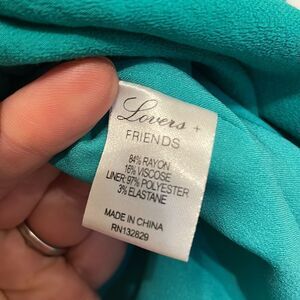 Lovers +
FRIENDS
84% RAYON
16% VISCOSE
LINER: 97% POLYESTER
3% ELASTANE
MADE IN CHINA
RN132829